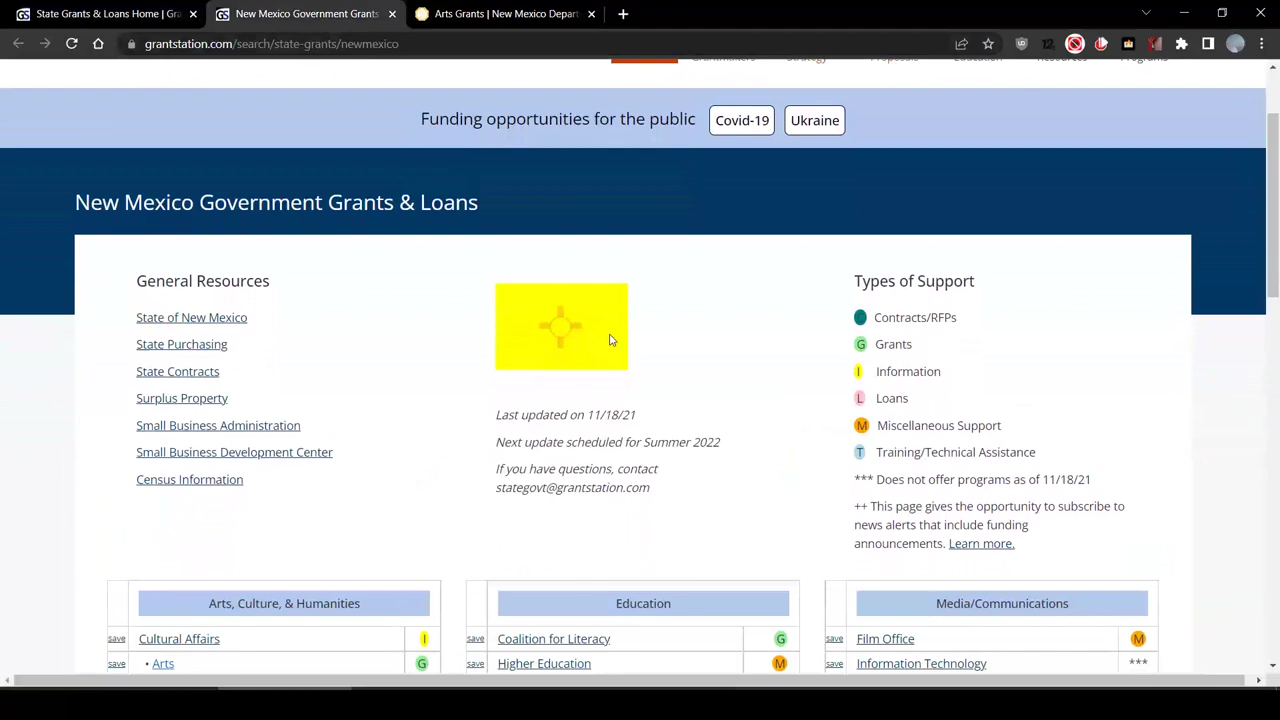 State Grants & Loans Home | Gra
New Mexico Government Grants
Arts Grants | New Mexico Depart
grantstation.com/search/state-grants/newmexico
Grantmakers Strategy Proposals Education Resources Programs
Funding opportunities for the public Covid-19 Ukraine
New Mexico Government Grants & Loans
General Resources
State of New Mexico
State Purchasing
State Contracts
Surplus Property
Small Business Administration
Small Business Development Center
Census Information
Last updated on 11/18/21
Next update scheduled for Summer 2022
If you have questions, contact
stategovt@grantstation.com
Types of Support
Contracts/RFPs
G Grants
I Information
L Loans
M Miscellaneous Support
T Training/Technical Assistance
*** Does not offer programs as of 11/18/21
++ This page gives the opportunity to subscribe to
news alerts that include funding
announcements. Learn more.
Arts, Culture, & Humanities
save Cultural Affairs I
save • Arts G
Education
save Coalition for Literacy G
save Higher Education M
Media/Communications
save Film Office M
save Information Technology ***